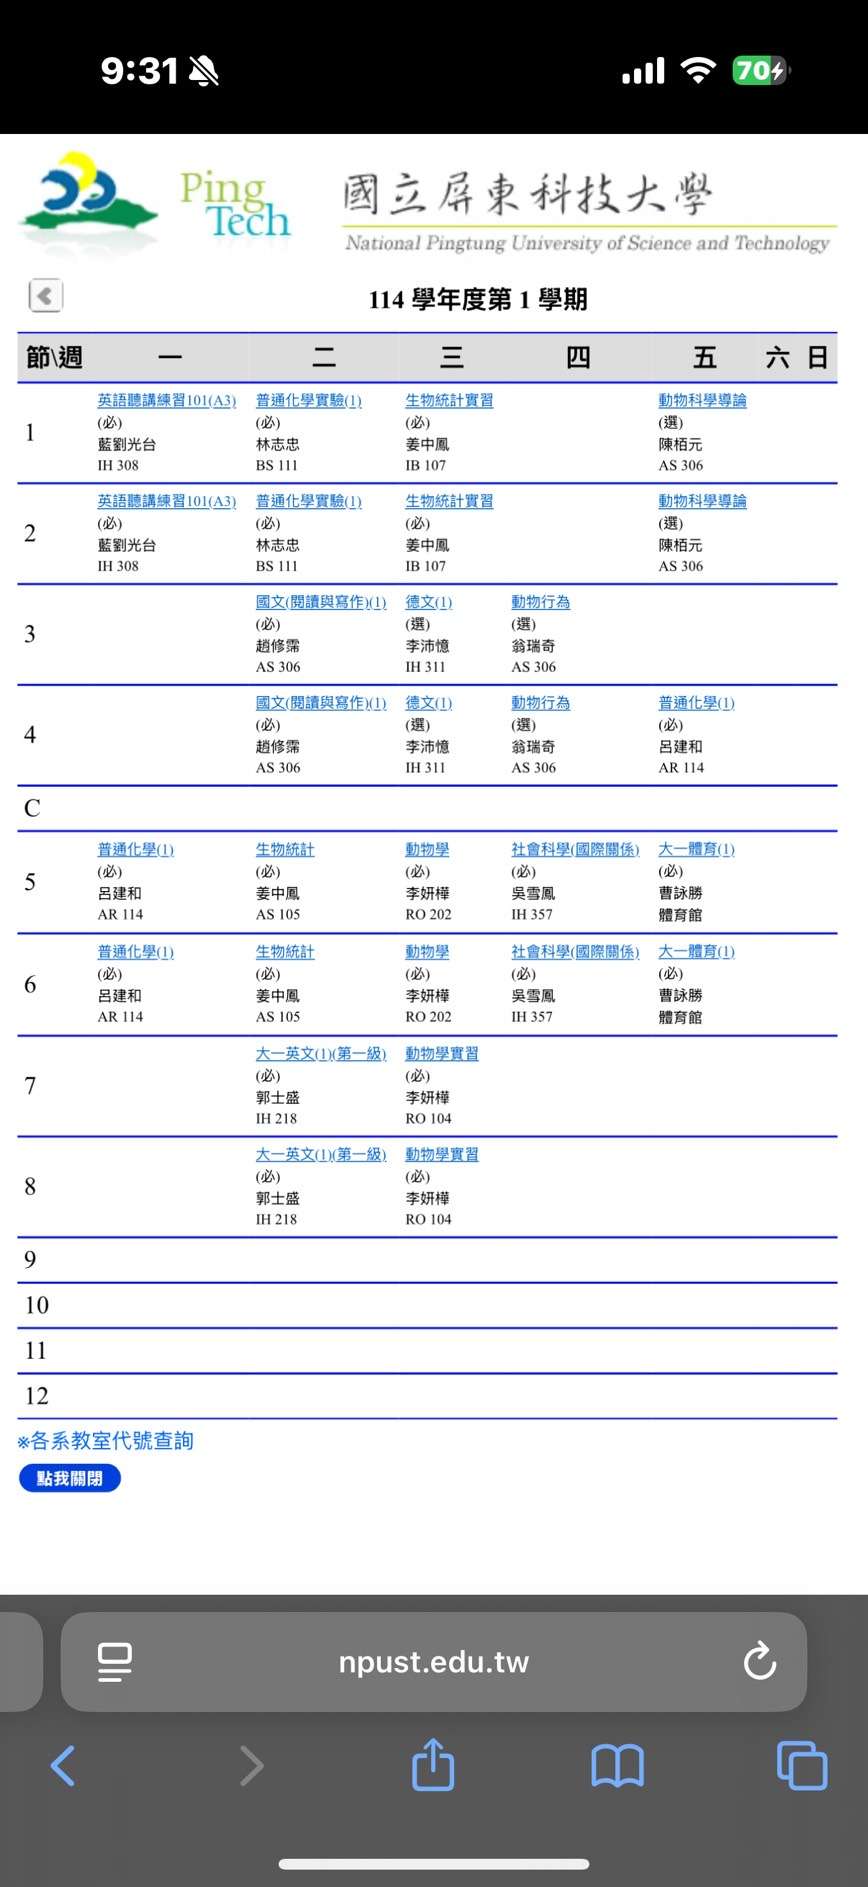 9:31
70
Ping
Tech
國立屏東科技大學
National Pingtung University of Science and Technology
114 學年度第 1 學期
節\週 一 二 三 四 五 六 日
1
英語聽講練習101(A3)
(必)
藍劉光台
IH 308
普通化學實驗(1)
(必)
林志忠
BS 111
生物統計實習
(必)
姜中鳳
IB 107
動物科學導論
(選)
陳栢元
AS 306
2
英語聽講練習101(A3)
(必)
藍劉光台
IH 308
普通化學實驗(1)
(必)
林志忠
BS 111
生物統計實習
(必)
姜中鳳
IB 107
動物科學導論
(選)
陳栢元
AS 306
3
國文(閱讀與寫作)(1)
(必)
趙修霈
AS 306
德文(1)
(選)
李沛憶
IH 311
動物行為
(選)
翁瑞奇
AS 306
4
國文(閱讀與寫作)(1)
(必)
趙修霈
AS 306
德文(1)
(選)
李沛憶
IH 311
動物行為
(選)
翁瑞奇
AS 306
普通化學(1)
(必)
呂建和
AR 114
C
5
普通化學(1)
(必)
呂建和
AR 114
生物統計
(必)
姜中鳳
AS 105
動物學
(必)
李妍樺
RO 202
社會科學(國際關係)
(必)
吳雪鳳
IH 357
大一體育(1)
(必)
曹詠勝
體育館
6
普通化學(1)
(必)
呂建和
AR 114
生物統計
(必)
姜中鳳
AS 105
動物學
(必)
李妍樺
RO 202
社會科學(國際關係)
(必)
吳雪鳳
IH 357
大一體育(1)
(必)
曹詠勝
體育館
7
大一英文(1)(第一級)
(必)
郭士盛
IH 218
動物學實習
(必)
李妍樺
RO 104
8
大一英文(1)(第一級)
(必)
郭士盛
IH 218
動物學實習
(必)
李妍樺
RO 104
9
10
11
12
※各系教室代號查詢
點我關閉
npust.edu.tw